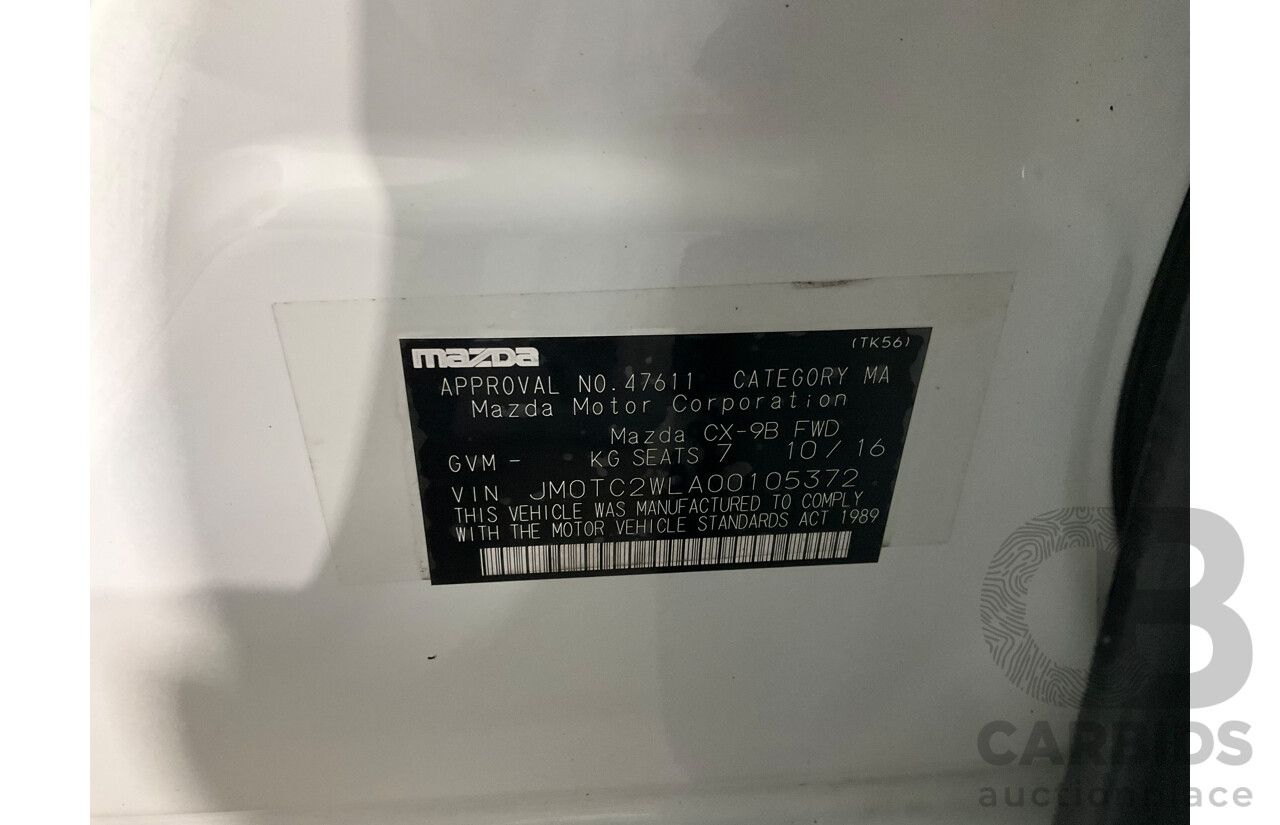 mazda (TK56)
APPROVAL NO. 47611 CATEGORY MA
Mazda Motor Corporation
Mazda CX-9B FWD
GVM - KG SEATS 7 10 / 16
VIN JM0TC2WLA00105372
THIS VEHICLE WAS MANUFACTURED TO COMPLY
WITH THE MOTOR VEHICLE STANDARDS ACT 1989
CB
CARBIDS
auctionplace